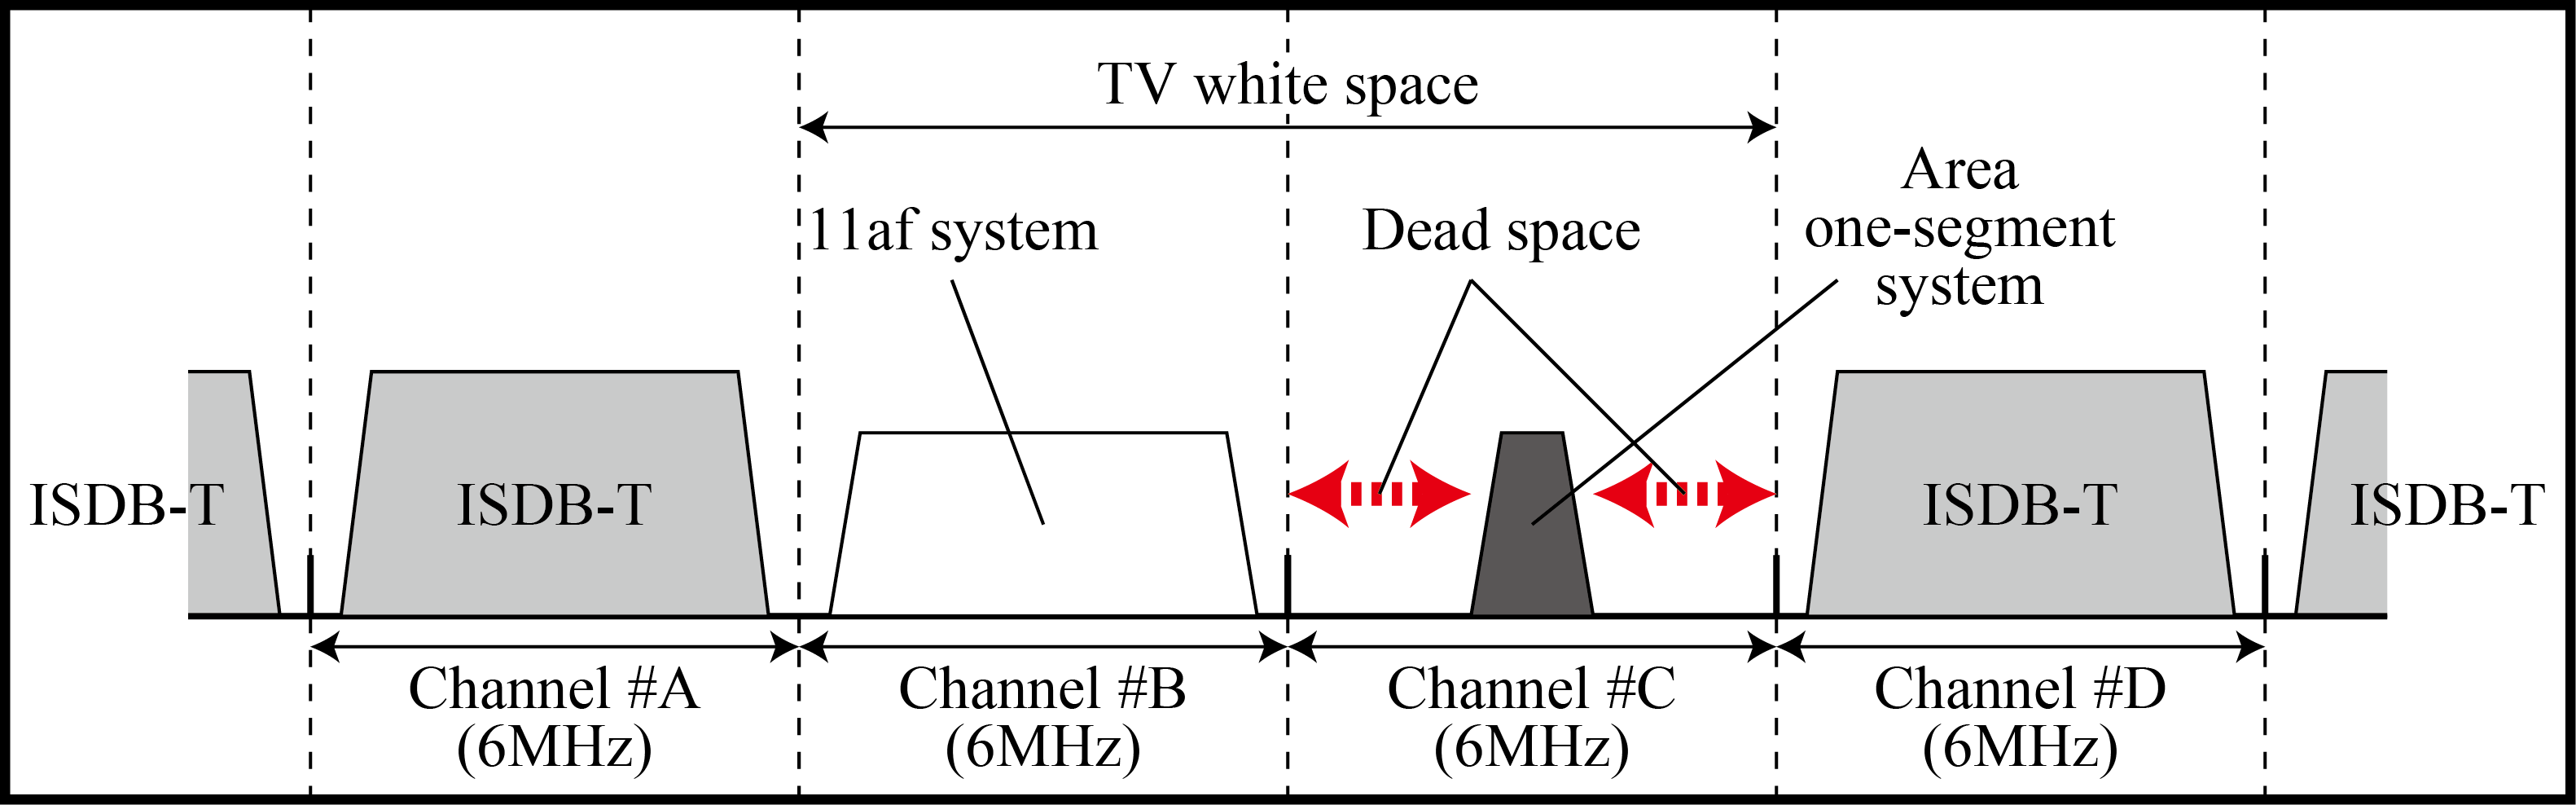 TV white space
Area
one-segment
system
11af system
Dead space
ISDB-T
ISDB-T
ISDB-T
ISDB-T
Channel #A
(6MHz)
Channel #B
(6MHz)
Channel #C
(6MHz)
Channel #D
(6MHz)